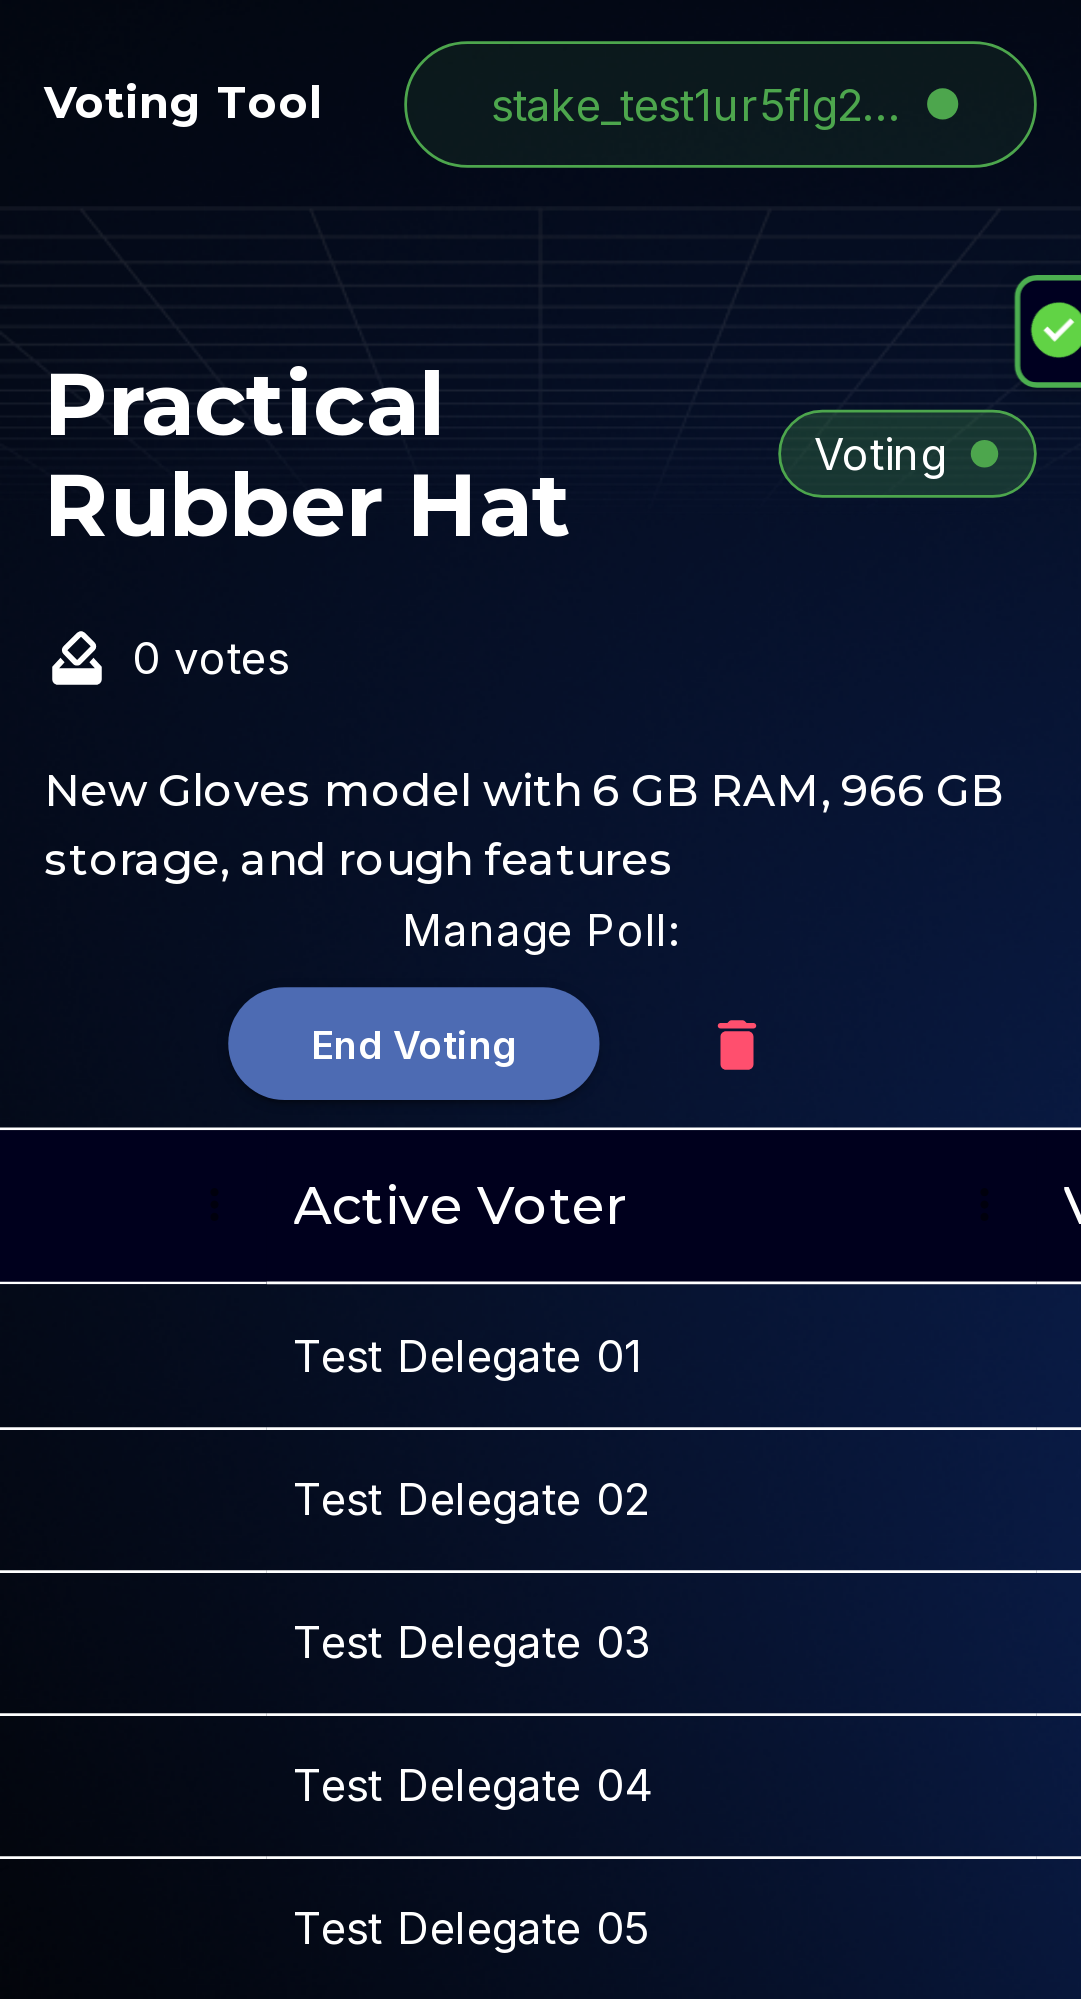 Voting Tool
stake_test1ur5flg2...
Practical
Rubber Hat
Voting
0 votes
New Gloves model with 6 GB RAM, 966 GB
storage, and rough features
Manage Poll:
End Voting
Active Voter
Test Delegate 01
Test Delegate 02
Test Delegate 03
Test Delegate 04
Test Delegate 05